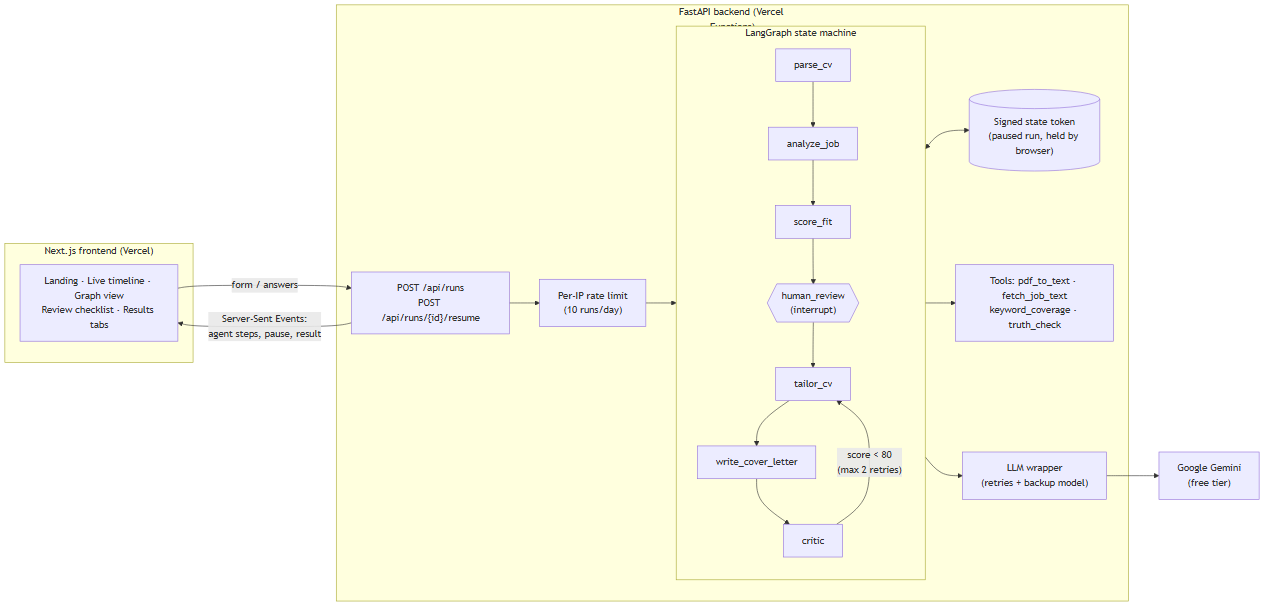 FastAPI backend (Vercel
Functions)
LangGraph state machine
parse_cv
analyze_job
score_fit
human_review
(interrupt)
tailor_cv
write_cover_letter
score < 80
(max 2 retries)
critic
Signed state token
(paused run, held by
browser)
Tools: pdf_to_text ·
fetch_job_text
keyword_coverage ·
truth_check
LLM wrapper
(retries + backup model)
Google Gemini
(free tier)
Next.js frontend (Vercel)
Landing · Live timeline ·
Graph view
Review checklist · Results
tabs
form / answers
Server-Sent Events:
agent steps, pause, result
POST /api/runs
POST
/api/runs/{id}/resume
Per-IP rate limit
(10 runs/day)